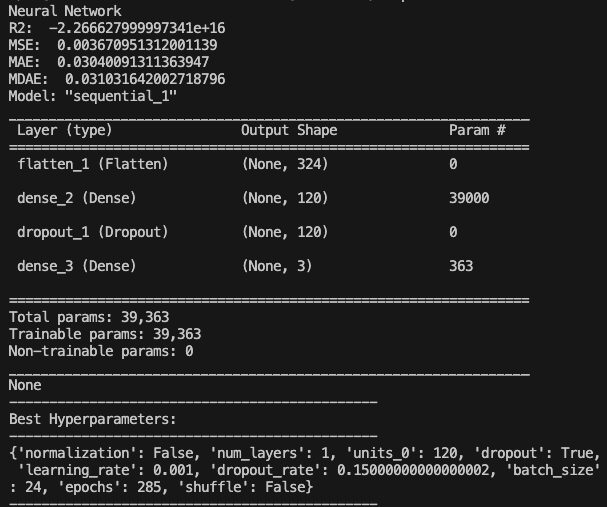 Neural Network
R2:  -2.266627999997341e+16
MSE:  0.003670951312001139
MAE:  0.03040091311363947
MDAE:  0.031031642002718796
Model: "sequential_1"
_________________________________________________________________
 Layer (type)                Output Shape              Param #
=================================================================
 flatten_1 (Flatten)         (None, 324)               0
 dense_2 (Dense)             (None, 120)               39000
 dropout_1 (Dropout)         (None, 120)               0
 dense_3 (Dense)             (None, 3)                 363
=================================================================
Total params: 39,363
Trainable params: 39,363
Non-trainable params: 0
_________________________________________________________________
None
----------------------------------------------
Best Hyperparameters:
----------------------------------------------
{'normalization': False, 'num_layers': 1, 'units_0': 120, 'dropout': True,
 'learning_rate': 0.001, 'dropout_rate': 0.15000000000000002, 'batch_size'
: 24, 'epochs': 285, 'shuffle': False}
----------------------------------------------